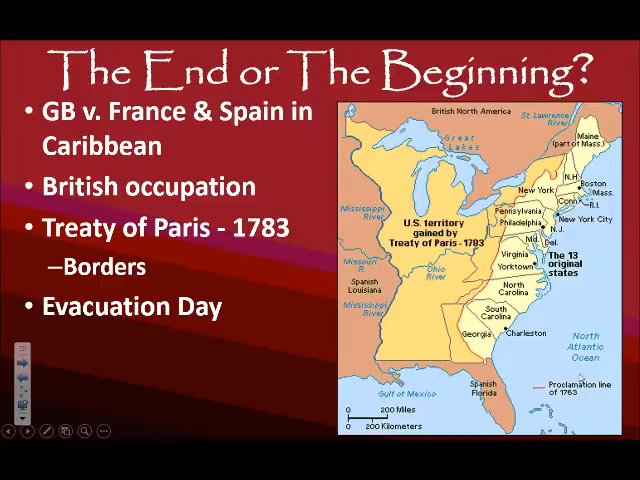 The End or The Beginning?
• GB v. France & Spain in
Caribbean
• British occupation
• Treaty of Paris - 1783
–Borders
• Evacuation Day
British North America
St. Lawrence
River
Great
Lakes
Maine
(part of Mass.)
N.H.
Boston
Mass.
New York
Conn.
R.I.
Mississippi
River
U.S. territory
gained by
Treaty of Paris - 1783
Pennsylvania
New York City
Philadelphia
N.J.
Md.
Del.
The 13
original
states
Virginia
Yorktown
Missouri
R.
Ohio
River
Spanish
Louisiana
Mississippi
River
North
Carolina
South
Carolina
Georgia
Charleston
North
Atlantic
Ocean
Spanish
Florida
Gulf of Mexico
Proclamation line
of 1763
0 200 Miles
0 200 Kilometers